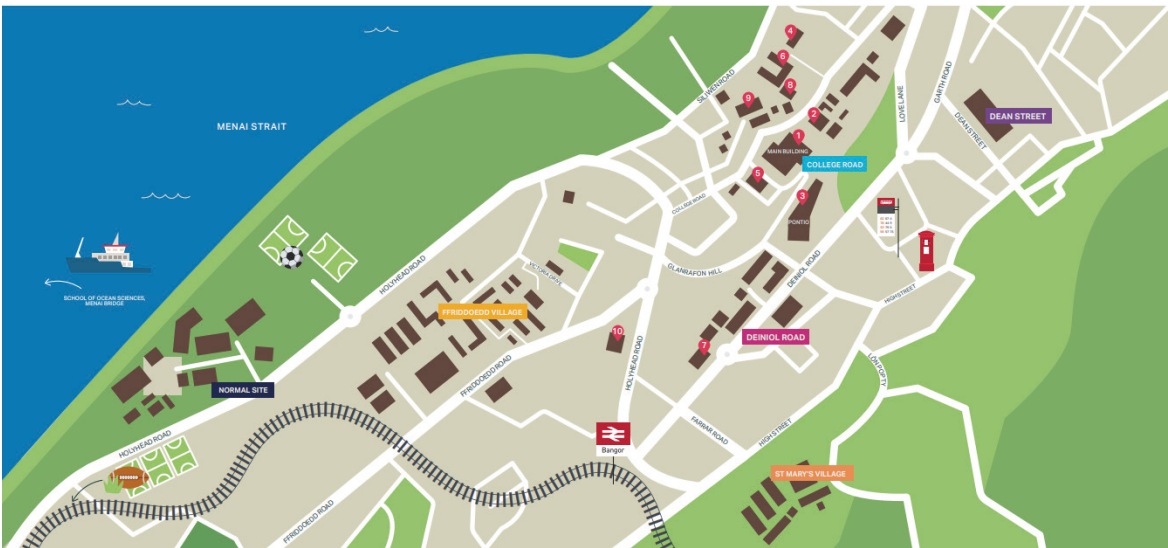 4
6
SILIWEN ROAD
8
9
2
LOVE LANE
GARTH ROAD
DEAN STREET
DEAN STREET
MENAI STRAIT
1
MAIN BUILDING
COLLEGE ROAD
5
COLLEGE ROAD
3
PONTIO
GLANRAFON HILL
DEINIOL ROAD
HIGH STREET
HOLYHEAD ROAD
VICTORIA DRIVE
SCHOOL OF OCEAN SCIENCES,
MENAI BRIDGE
FFRIDDOEDD VILLAGE
10
7
DEINIOL ROAD
HOLYHEAD ROAD
FFRIDDOEDD ROAD
LÔN POPTY
NORMAL SITE
HOLYHEAD ROAD
FARRAR ROAD
HIGH STREET
Bangor
ST MARY'S VILLAGE
FFRIDDOEDD ROAD